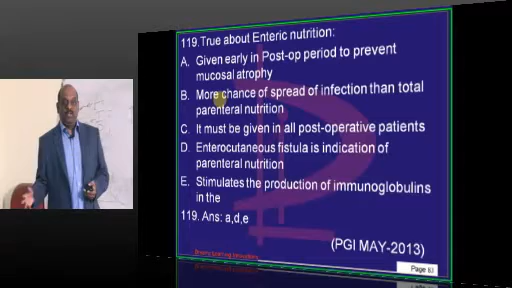 119.True about Enteric nutrition:
A. Given early in Post-op period to prevent
mucosal atrophy
B. More chance of spread of infection than total
parenteral nutrition
C. It must be given in all post-operative patients
D. Enterocutaneous fistula is indication of
parenteral nutrition
E. Stimulates the production of immunoglobulins
in the
119. Ans: a,d,e
(PGI MAY-2013)
Page 83